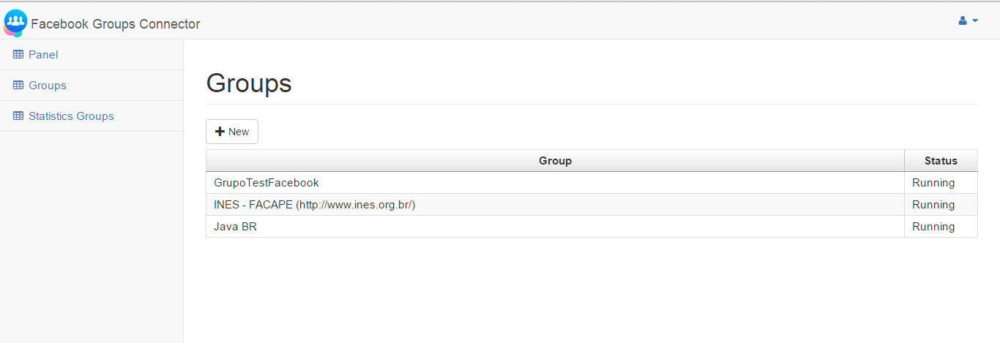 Facebook Groups Connector
Panel
Groups
Statistics Groups
Groups
New
Group Status
GrupoTestFacebook Running
INES - FACAPE (http://www.ines.org.br/) Running
Java BR Running